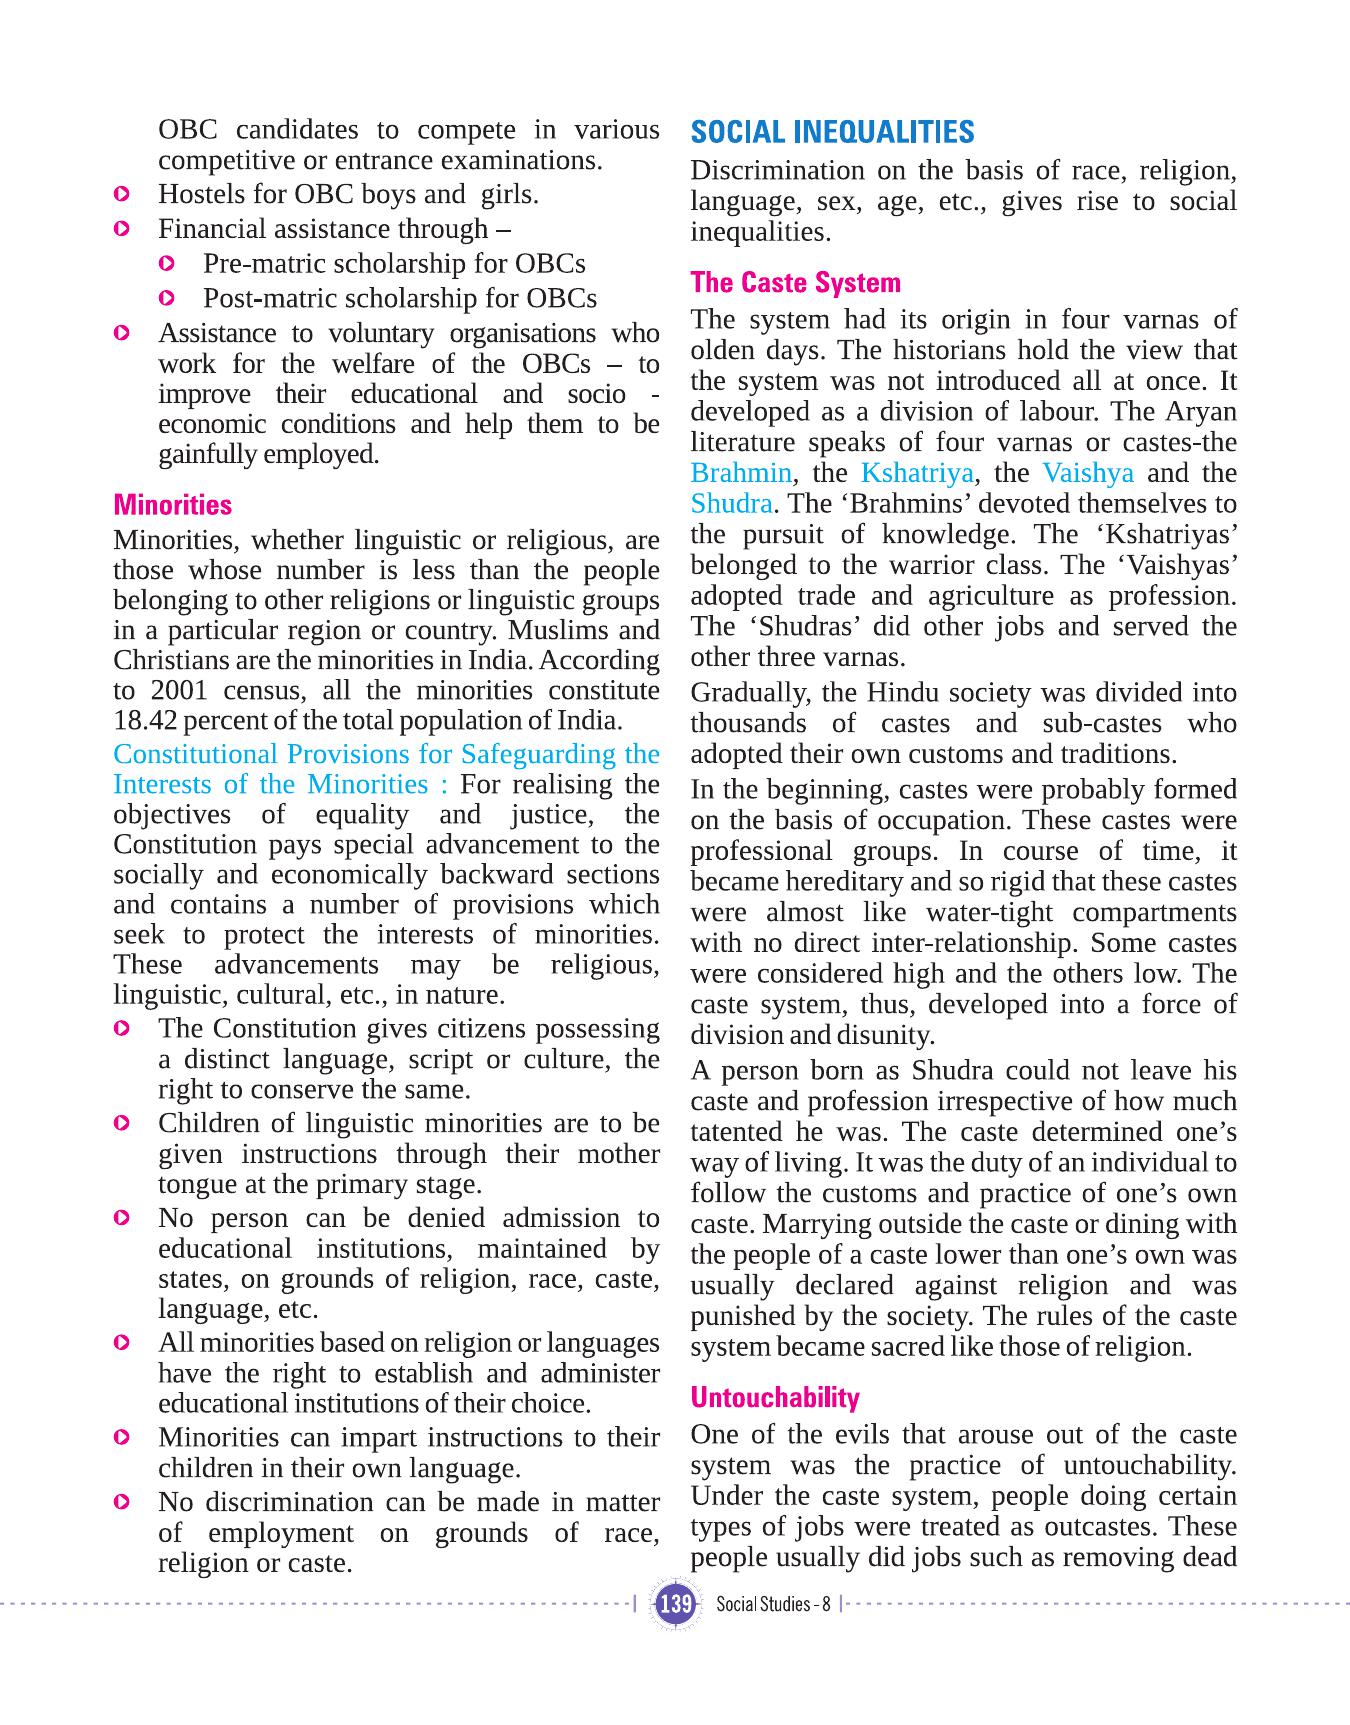 OBC candidates to compete in various
competitive or entrance examinations.
Hostels for OBC boys and girls.
Financial assistance through –
Pre-matric scholarship for OBCs
Post-matric scholarship for OBCs
Assistance to voluntary organisations who
work for the welfare of the OBCs – to
improve their educational and socio -
economic conditions and help them to be
gainfully employed.
Minorities
Minorities, whether linguistic or religious, are
those whose number is less than the people
belonging to other religions or linguistic groups
in a particular region or country. Muslims and
Christians are the minorities in India. According
to 2001 census, all the minorities constitute
18.42 percent of the total population of India.
Constitutional Provisions for Safeguarding the
Interests of the Minorities : For realising the
objectives of equality and justice, the
Constitution pays special advancement to the
socially and economically backward sections
and contains a number of provisions which
seek to protect the interests of minorities.
These advancements may be religious,
linguistic, cultural, etc., in nature.
The Constitution gives citizens possessing
a distinct language, script or culture, the
right to conserve the same.
Children of linguistic minorities are to be
given instructions through their mother
tongue at the primary stage.
No person can be denied admission to
educational institutions, maintained by
states, on grounds of religion, race, caste,
language, etc.
All minorities based on religion or languages
have the right to establish and administer
educational institutions of their choice.
Minorities can impart instructions to their
children in their own language.
No discrimination can be made in matter
of employment on grounds of race,
religion or caste.
SOCIAL INEQUALITIES
Discrimination on the basis of race, religion,
language, sex, age, etc., gives rise to social
inequalities.
The Caste System
The system had its origin in four varnas of
olden days. The historians hold the view that
the system was not introduced all at once. It
developed as a division of labour. The Aryan
literature speaks of four varnas or castes-the
Brahmin, the Kshatriya, the Vaishya and the
Shudra. The ‘Brahmins’ devoted themselves to
the pursuit of knowledge. The ‘Kshatriyas’
belonged to the warrior class. The ‘Vaishyas’
adopted trade and agriculture as profession.
The ‘Shudras’ did other jobs and served the
other three varnas.
Gradually, the Hindu society was divided into
thousands of castes and sub-castes who
adopted their own customs and traditions.
In the beginning, castes were probably formed
on the basis of occupation. These castes were
professional groups. In course of time, it
became hereditary and so rigid that these castes
were almost like water-tight compartments
with no direct inter-relationship. Some castes
were considered high and the others low. The
caste system, thus, developed into a force of
division and disunity.
A person born as Shudra could not leave his
caste and profession irrespective of how much
tatented he was. The caste determined one’s
way of living. It was the duty of an individual to
follow the customs and practice of one’s own
caste. Marrying outside the caste or dining with
the people of a caste lower than one’s own was
usually declared against religion and was
punished by the society. The rules of the caste
system became sacred like those of religion.
Untouchability
One of the evils that arouse out of the caste
system was the practice of untouchability.
Under the caste system, people doing certain
types of jobs were treated as outcastes. These
people usually did jobs such as removing dead
139 Social Studies - 8